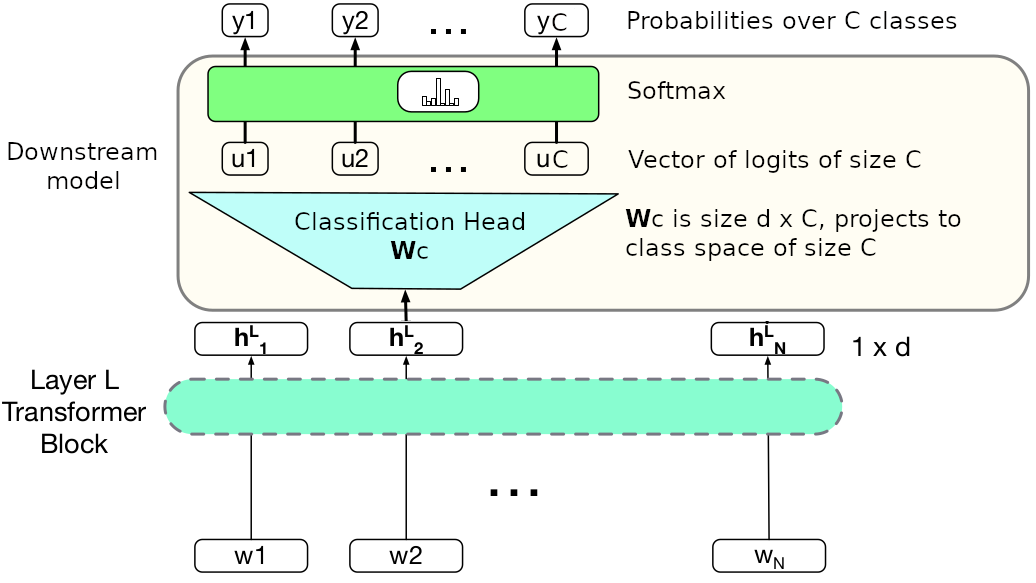 y1 y2 ... yC Probabilities over C classes
Softmax
Downstream
model
u1 u2 ... uC Vector of logits of size C
Classification Head
Wc
Wc is size d x C, projects to
class space of size C
hL1 hL2 hLN 1 x d
Layer L
Transformer
Block
...
w1 w2 wN